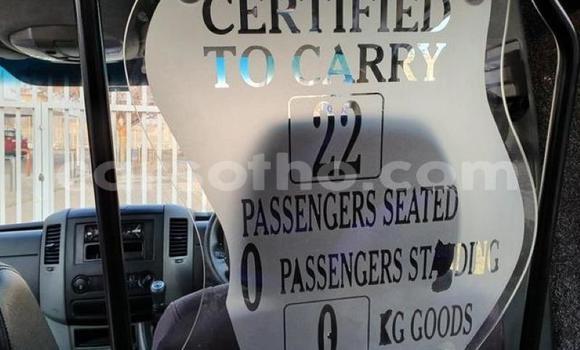 CERTIFIED
TO CARRY
22
PASSENGERS SEATED
0 PASSENGERS STANDING
0 KG GOODS